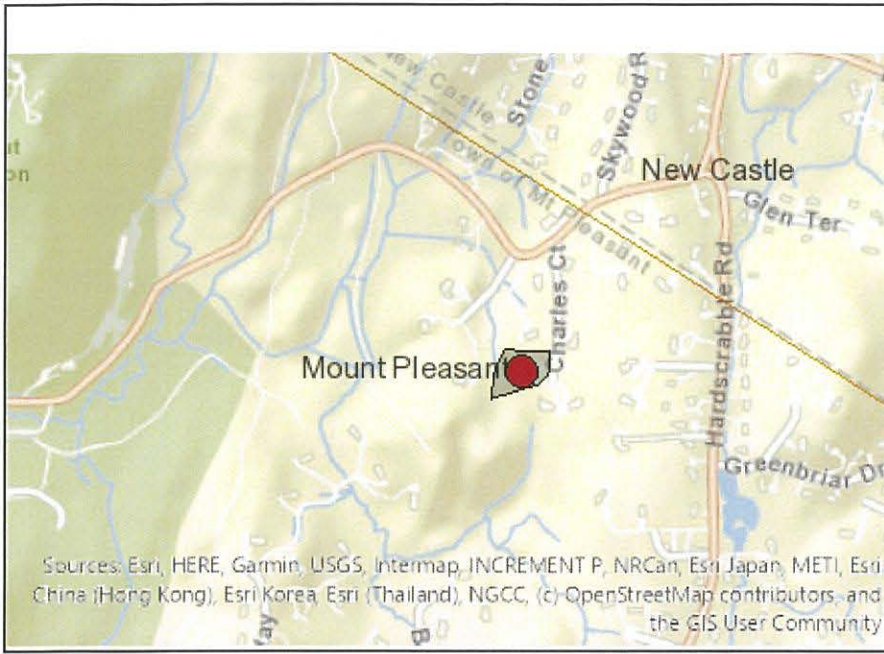 New Castle
Town of Mt Pleasant
Stone
Skywood R
New Castle
Glen Ter
Charles Ct
Hardscrabble Rd
Mount Pleasant
Greenbriar Dr
Sources: Esri, HERE, Garmin, USGS, Intermap, INCREMENT P, NRCan, Esri Japan, METI, Esri
China (Hong Kong), Esri Korea, Esri (Thailand), NGCC, (c) OpenStreetMap contributors, and
the GIS User Community